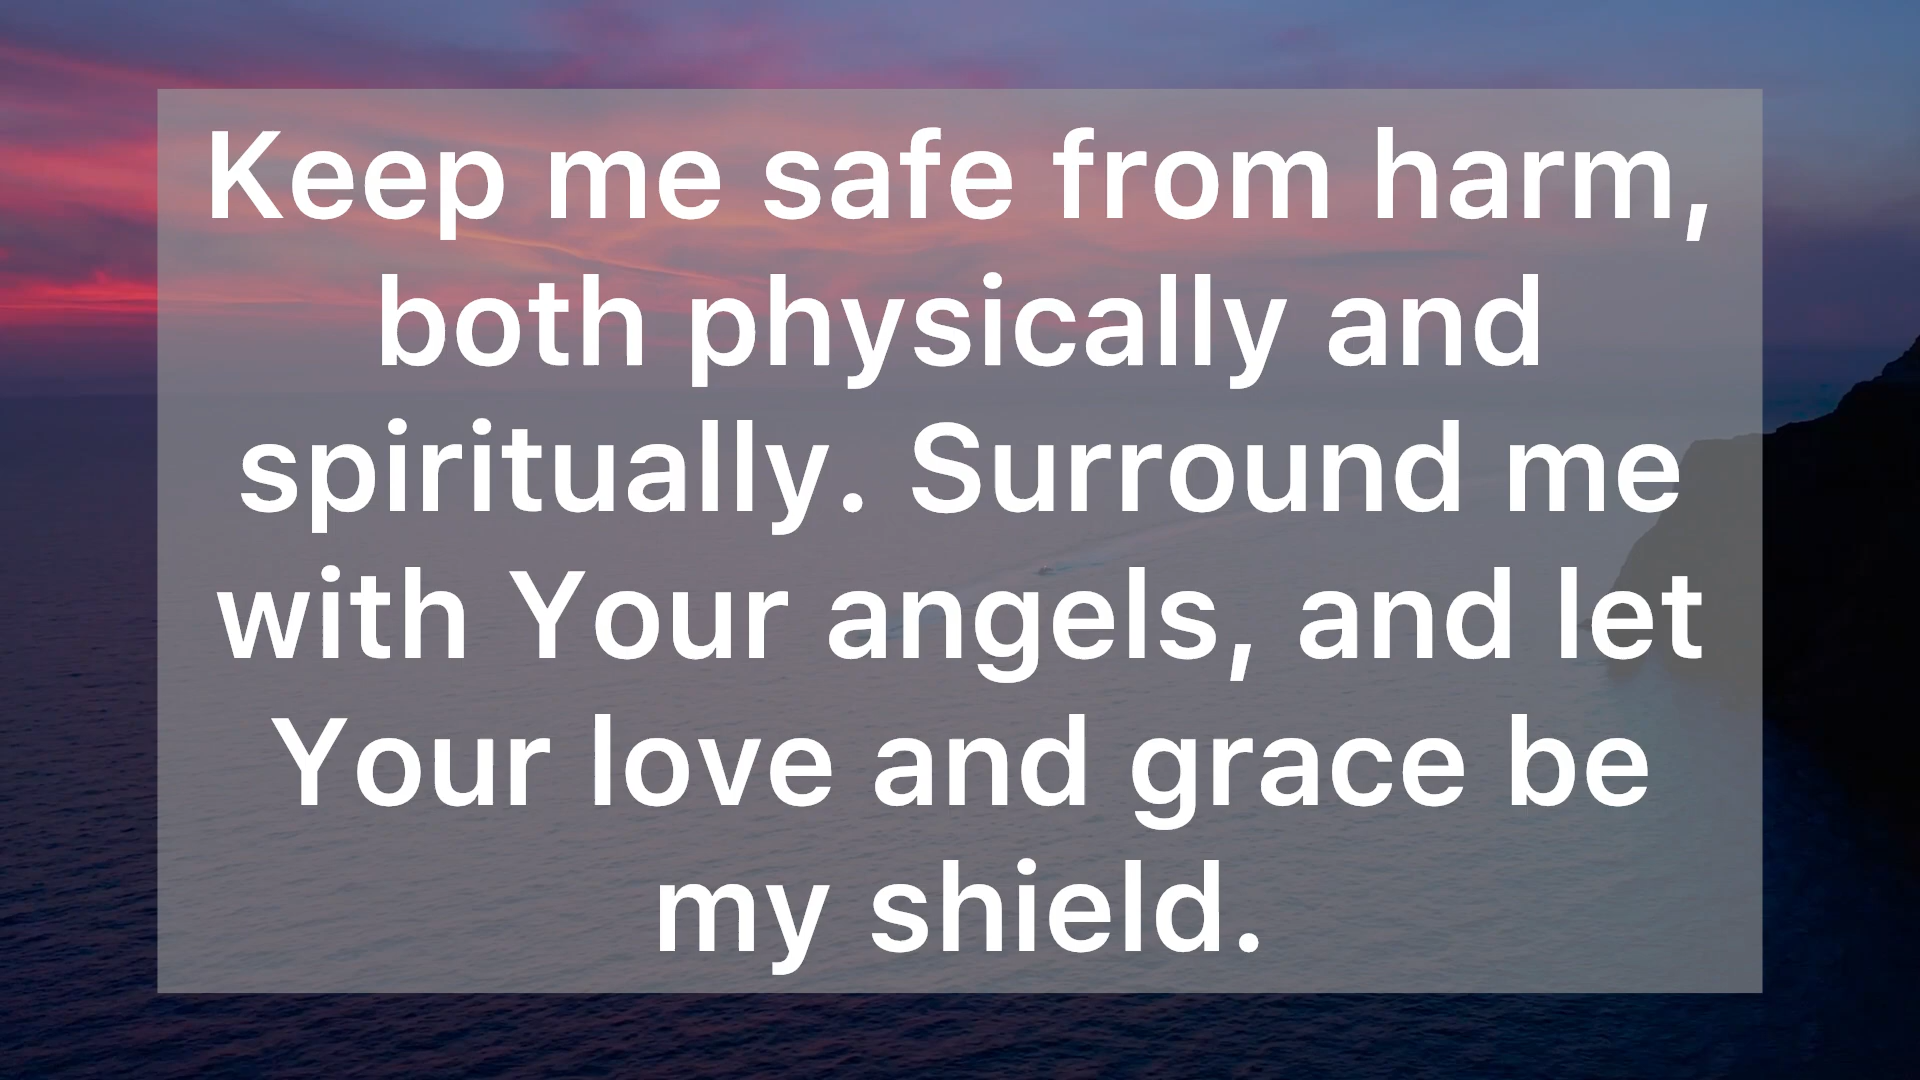 Keep me safe from harm,
both physically and
spiritually. Surround me
with Your angels, and let
Your love and grace be
my shield.